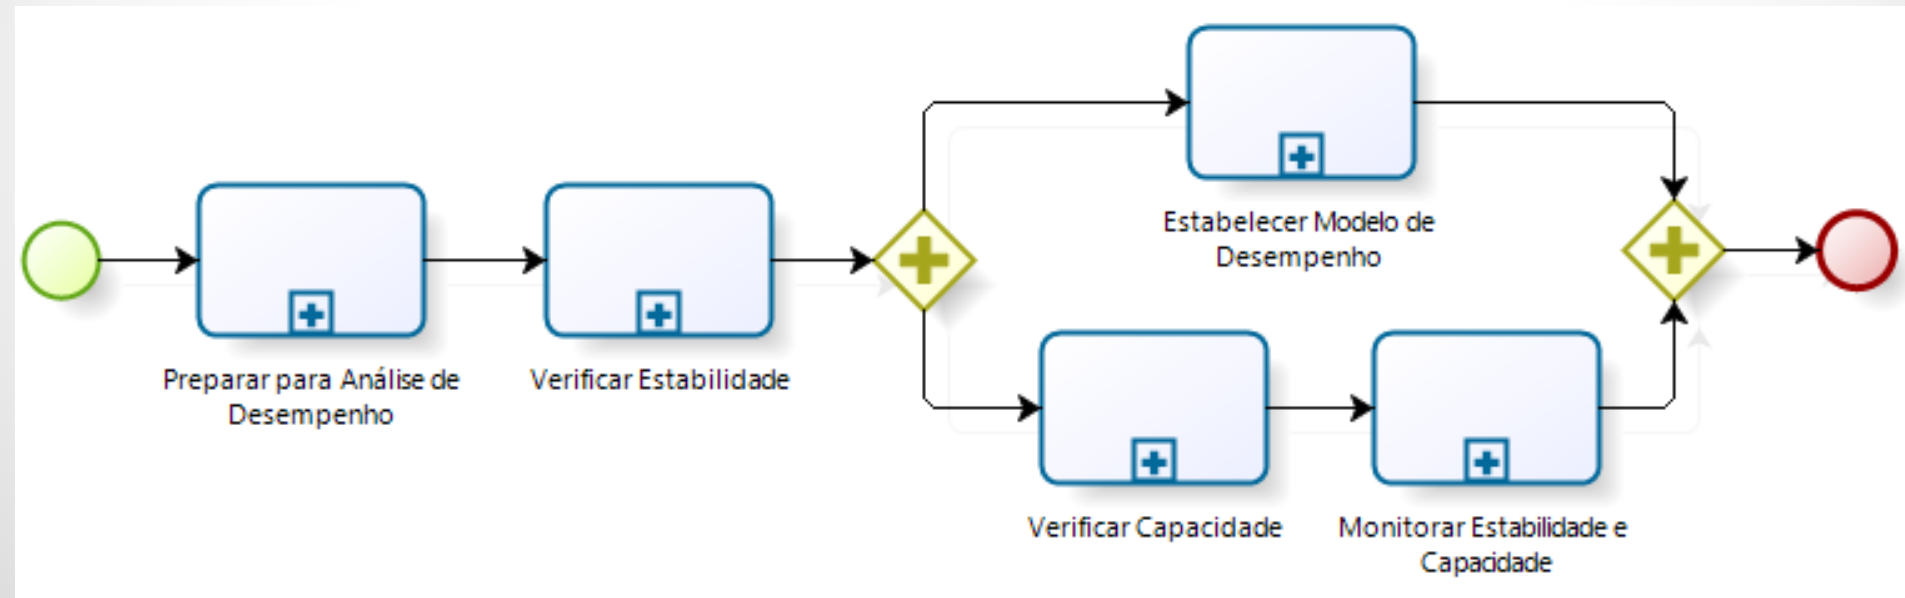 Preparar para Análise de
Desempenho
Verificar Estabilidade
Estabelecer Modelo de
Desempenho
Verificar Capacidade
Monitorar Estabilidade e
Capacidade